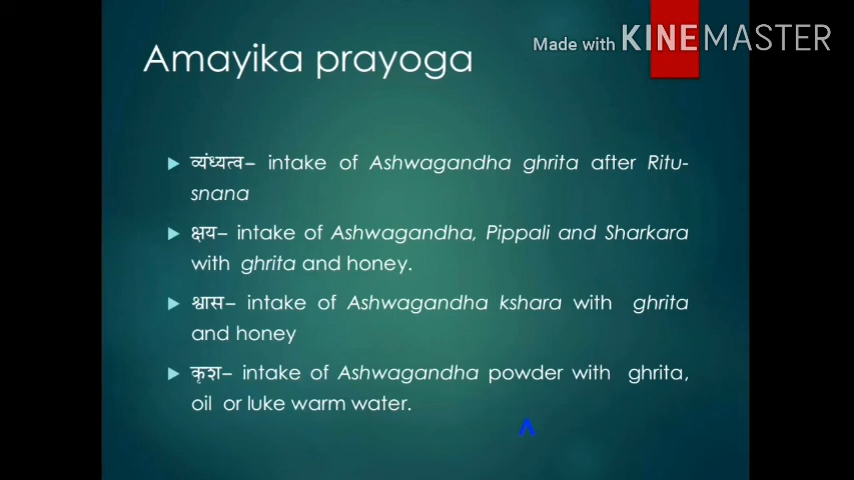 Made with KINEMASTER
Amayika prayoga
व्यंध्यत्व– intake of Ashwagandha ghrita after Ritu-
snana
क्षय– intake of Ashwagandha, Pippali and Sharkara
with ghrita and honey.
श्वास– intake of Ashwagandha kshara with ghrita
and honey
कृश– intake of Ashwagandha powder with ghrita,
oil or luke warm water.